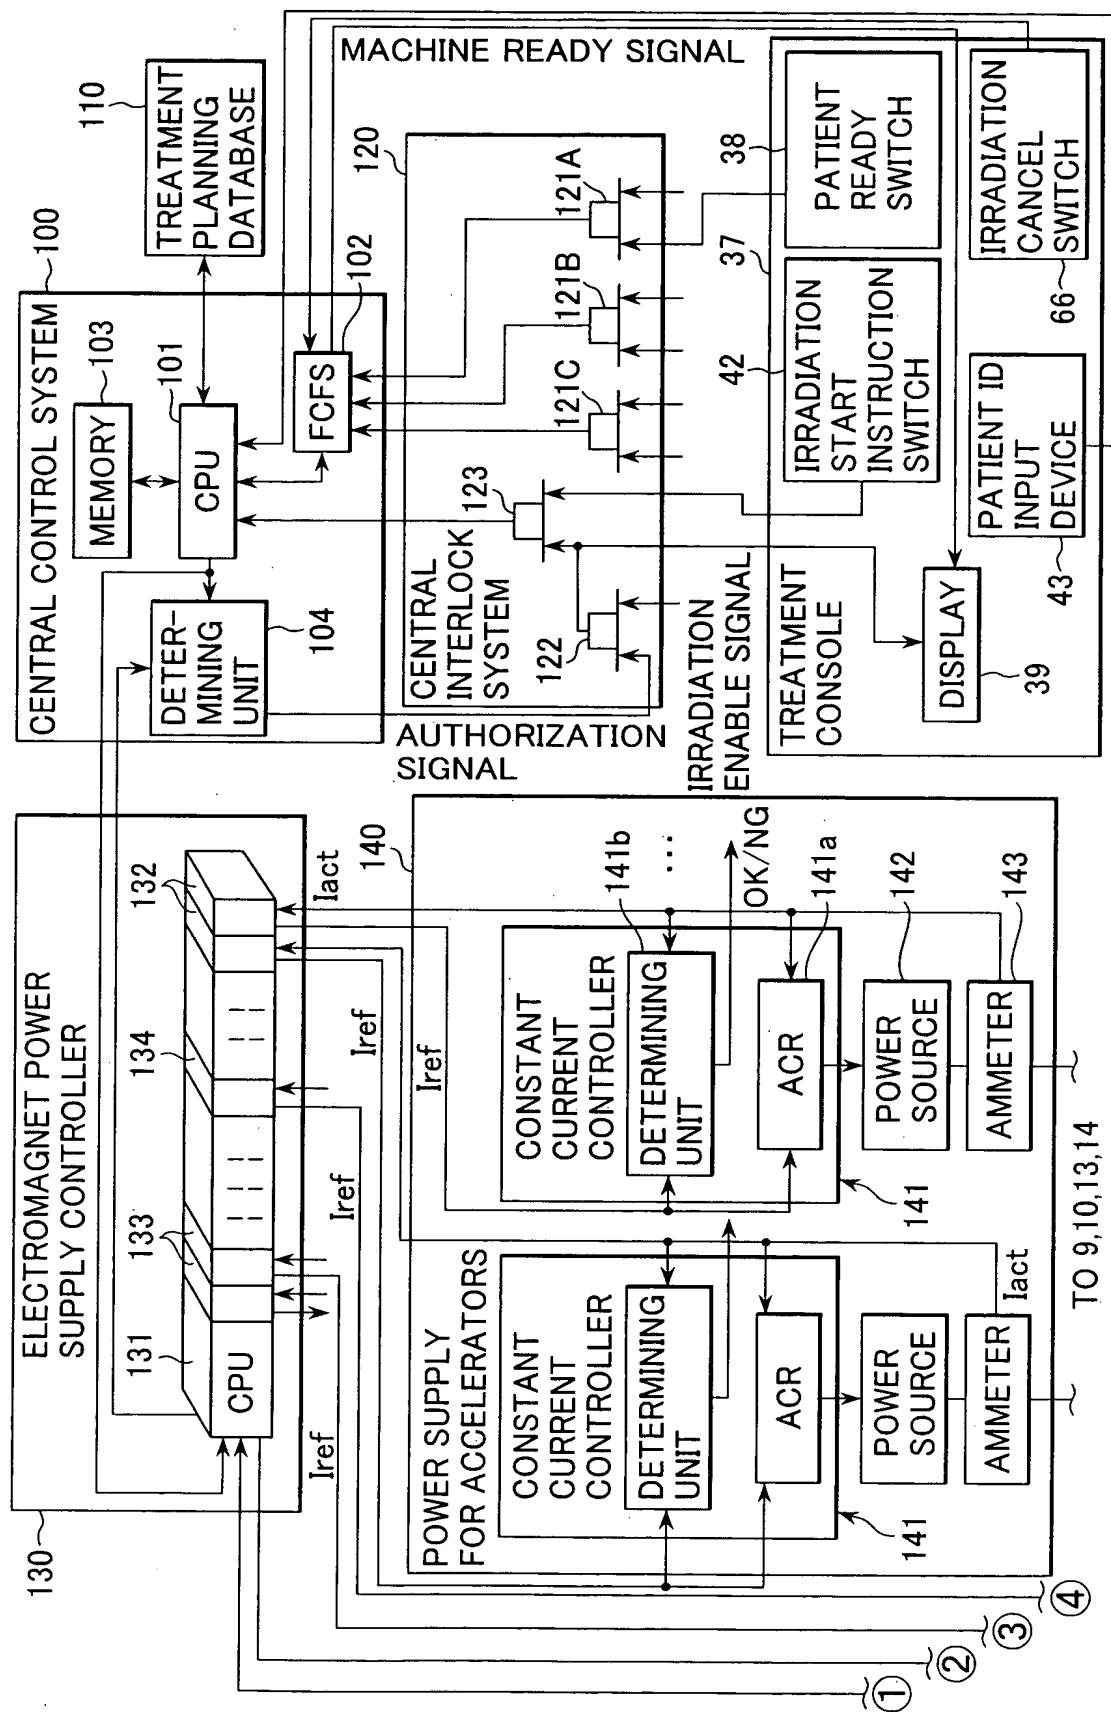 ELECTROMAGNET POWER
SUPPLY CONTROLLER
130
131
CPU
133
134
132
Iref
Iref
Iref
Iref
Iact
CENTRAL CONTROL SYSTEM
100
MEMORY
103
CPU
101
DETER-
MINING
UNIT
104
FCFS
102
TREATMENT
PLANNING
DATABASE
110
AUTHORIZATION
SIGNAL
MACHINE READY SIGNAL
CENTRAL
INTERLOCK
SYSTEM
120
122
123
121C
121B
121A
IRRADIATION
ENABLE SIGNAL
POWER SUPPLY
FOR ACCELERATORS
140
CONSTANT
CURRENT
CONTROLLER
DETERMINING
UNIT
ACR
141
POWER
SOURCE
AMMETER
Iact
CONSTANT
CURRENT
CONTROLLER
DETERMINING
UNIT
141b
...
OK/NG
ACR
141a
141
POWER
SOURCE
142
AMMETER
143
TO 9,10,13,14
TREATMENT
CONSOLE
37
DISPLAY
39
IRRADIATION
START
INSTRUCTION
SWITCH
42
PATIENT
READY
SWITCH
38
PATIENT ID
INPUT
DEVICE
43
IRRADIATION
CANCEL
SWITCH
66
①
②
③
④